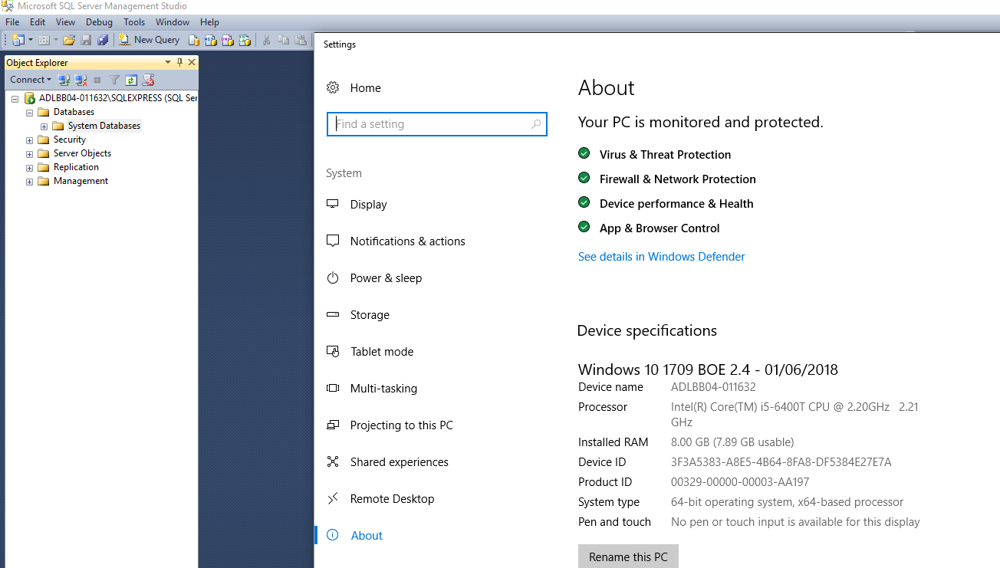 Microsoft SQL Server Management Studio
File Edit View Debug Tools Window Help
New Query
Object Explorer
Connect
ADLBB04-011632\SQLEXPRESS (SQL Ser
Databases
System Databases
Security
Server Objects
Replication
Management
Settings
Home
Find a setting
System
Display
Notifications & actions
Power & sleep
Storage
Tablet mode
Multi-tasking
Projecting to this PC
Shared experiences
Remote Desktop
About
About
Your PC is monitored and protected.
Virus & Threat Protection
Firewall & Network Protection
Device performance & Health
App & Browser Control
See details in Windows Defender
Device specifications
Windows 10 1709 BOE 2.4 - 01/06/2018
Device name ADLBB04-011632
Processor Intel(R) Core(TM) i5-6400T CPU @ 2.20GHz 2.21
GHz
Installed RAM 8.00 GB (7.89 GB usable)
Device ID 3F3A5383-A8E5-4B64-8FA8-DF5384E27E7A
Product ID 00329-00000-00003-AA197
System type 64-bit operating system, x64-based processor
Pen and touch No pen or touch input is available for this display
Rename this PC